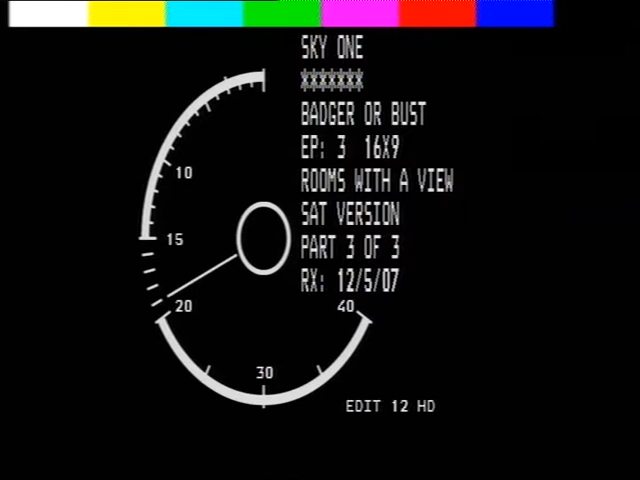 SKY ONE
*******
BADGER OR BUST
EP: 3 16X9
ROOMS WITH A VIEW
SAT VERSION
PART 3 OF 3
RX: 12/5/07
10
15
20
40
30
EDIT 12 HD